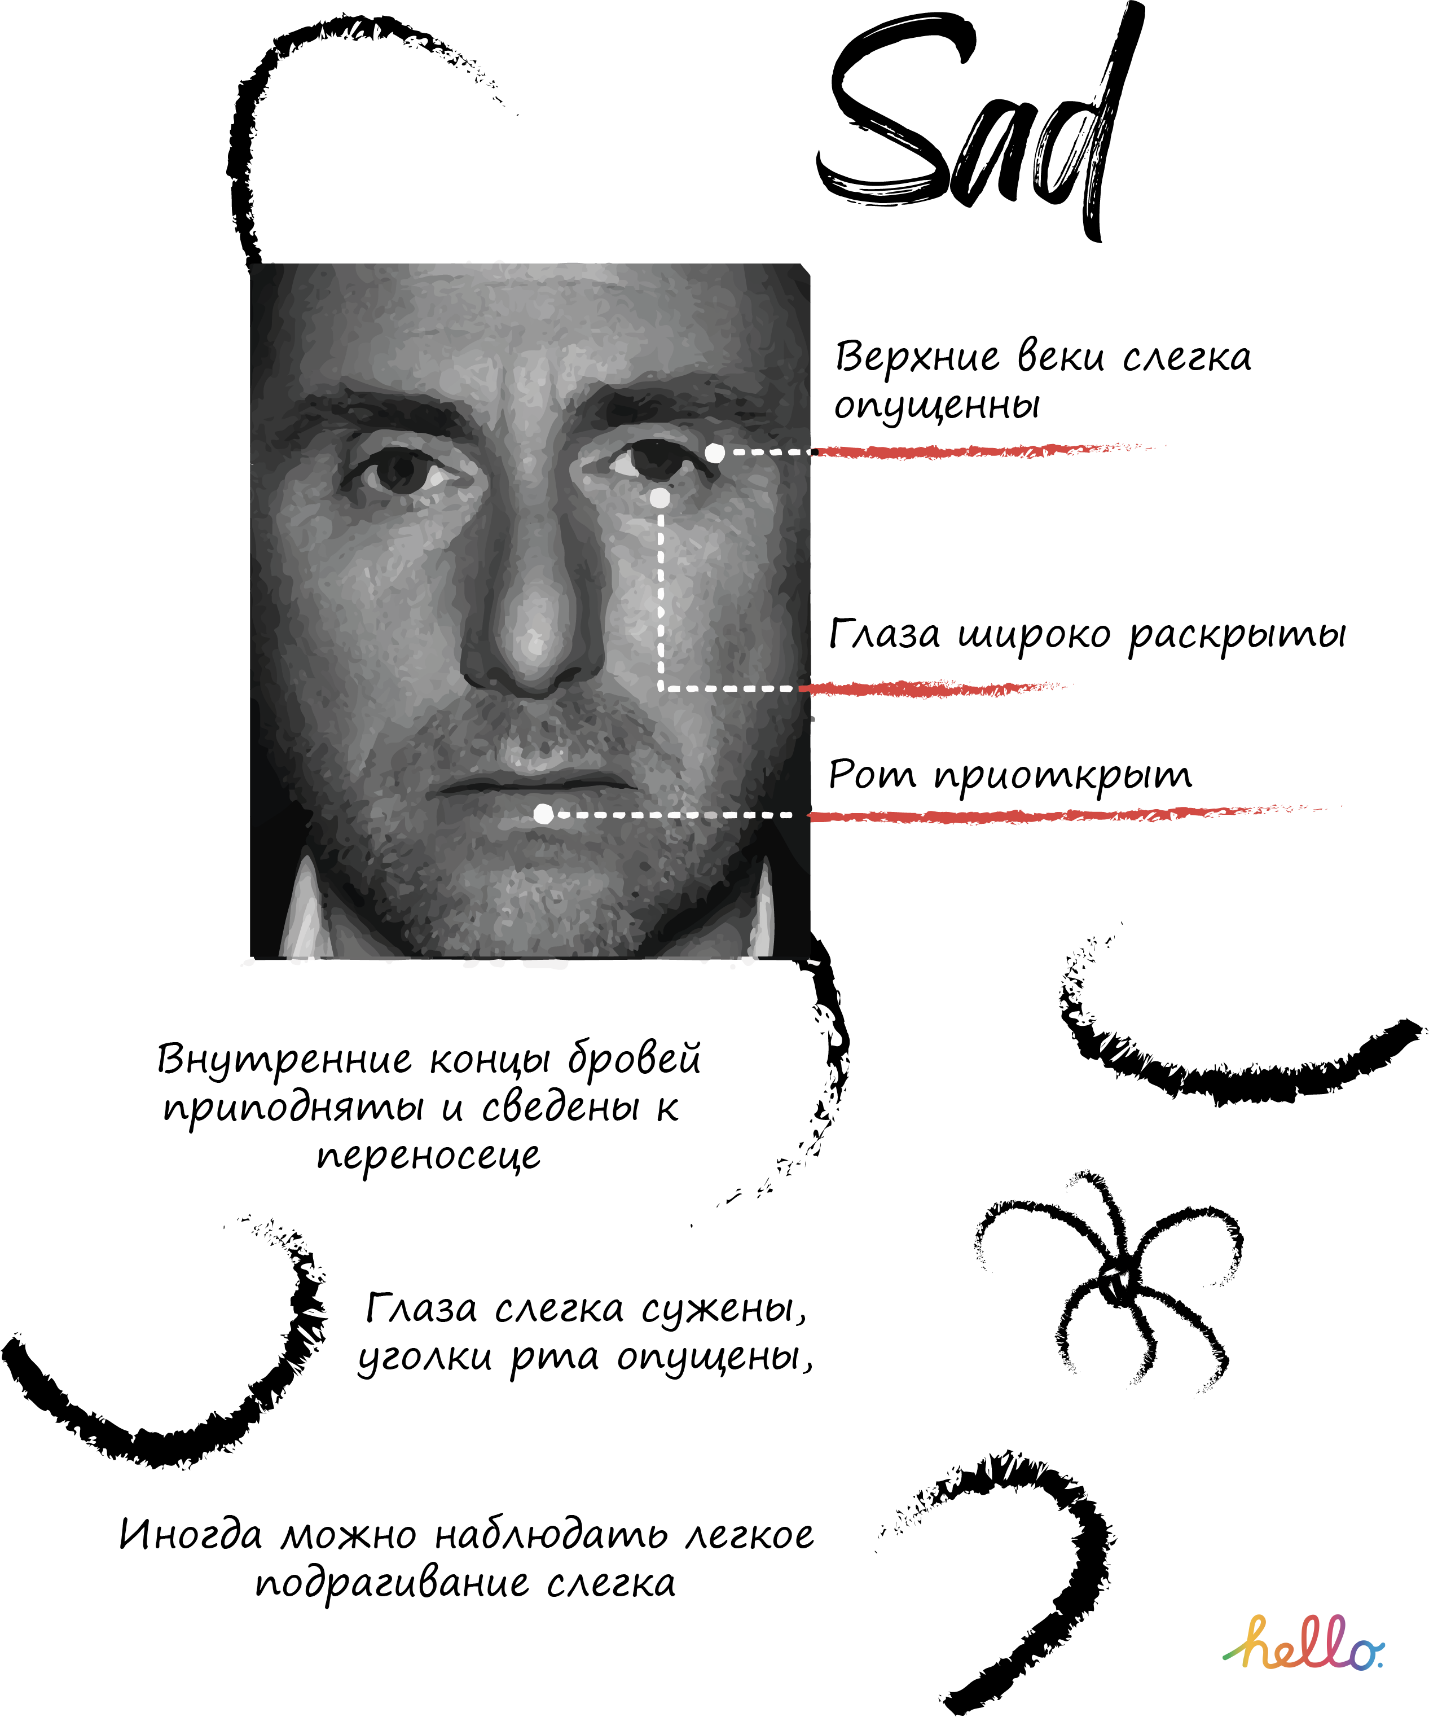 Sad
Верхние веки слегка
опущенны
Глаза широко раскрыты
Рот приоткрыт
Внутренние концы бровей
приподняты и сведены к
переносеце
Глаза слегка сужены,
уголки рта опущены,
Иногда можно наблюдать легкое
подрагивание слегка
hello.